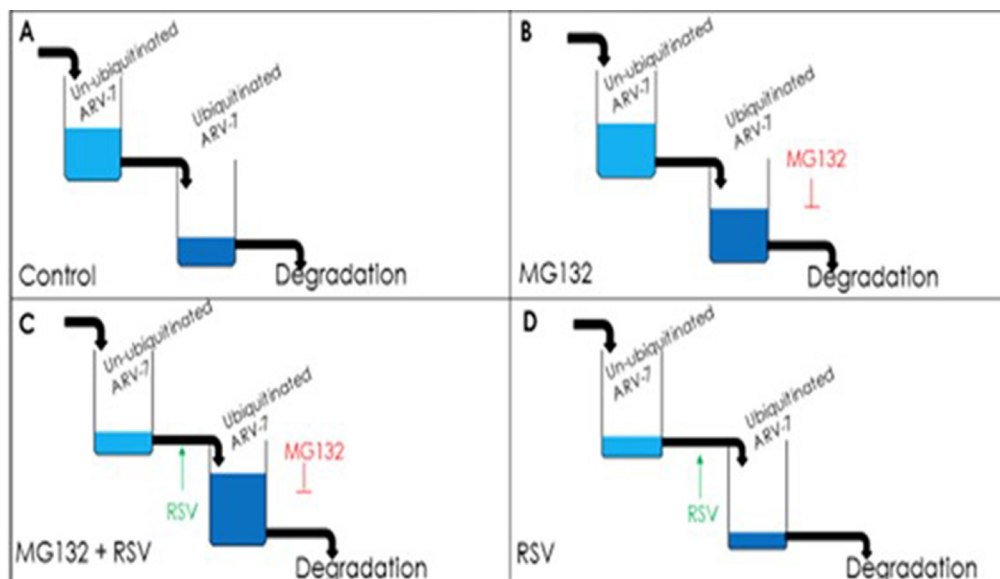 A
Un-ubiquitinated
ARV-7
Ubiquitinated
ARV-7
Control
Degradation
B
Un-ubiquitinated
ARV-7
Ubiquitinated
ARV-7
MG132
MG132
Degradation
C
Un-ubiquitinated
ARV-7
Ubiquitinated
ARV-7
MG132
RSV
MG132 + RSV
Degradation
D
Un-ubiquitinated
ARV-7
Ubiquitinated
ARV-7
RSV
RSV
Degradation